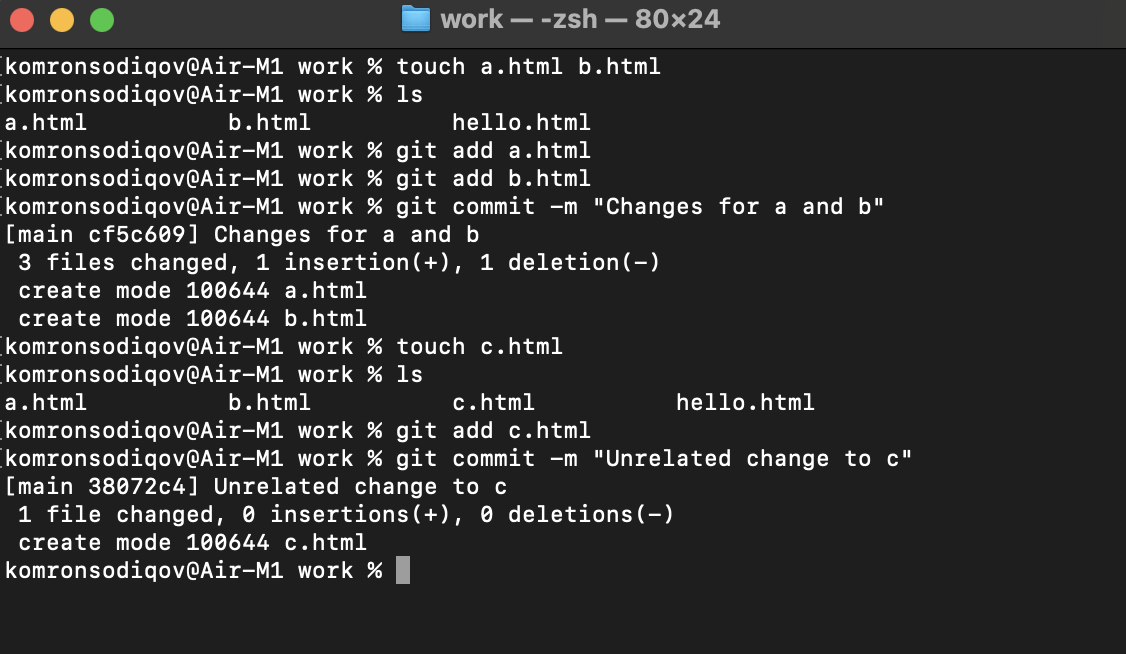 work — -zsh — 80×24
komronsodiqov@Air-M1 work % touch a.html b.html
komronsodiqov@Air-M1 work % ls
a.html          b.html          hello.html
komronsodiqov@Air-M1 work % git add a.html
komronsodiqov@Air-M1 work % git add b.html
komronsodiqov@Air-M1 work % git commit -m "Changes for a and b"
[main cf5c609] Changes for a and b
 3 files changed, 1 insertion(+), 1 deletion(-)
 create mode 100644 a.html
 create mode 100644 b.html
komronsodiqov@Air-M1 work % touch c.html
komronsodiqov@Air-M1 work % ls
a.html          b.html          c.html          hello.html
komronsodiqov@Air-M1 work % git add c.html
komronsodiqov@Air-M1 work % git commit -m "Unrelated change to c"
[main 38072c4] Unrelated change to c
 1 file changed, 0 insertions(+), 0 deletions(-)
 create mode 100644 c.html
komronsodiqov@Air-M1 work %